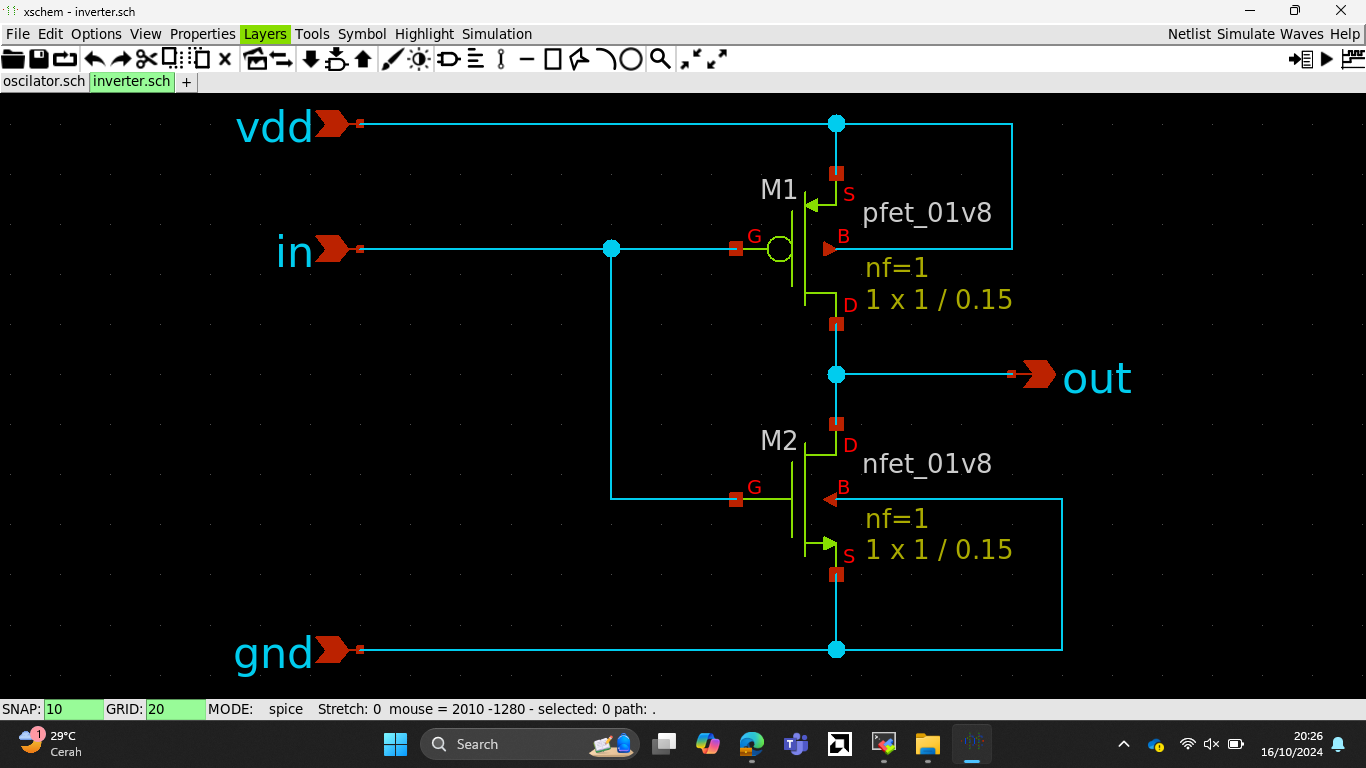 xschem - inverter.sch
File Edit Options View Properties Layers Tools Symbol Highlight Simulation Netlist Simulate Waves Help
oscilator.sch inverter.sch +
vdd
M1
S
pfet_01v8
in
G
B
nf=1
1 x 1 / 0.15
D
out
M2
D
nfet_01v8
G
B
nf=1
1 x 1 / 0.15
S
gnd
SNAP: 10 GRID: 20 MODE: spice Stretch: 0 mouse = 2010 -1280 - selected: 0 path: .
1
29°C
Cerah
Search
20:26
16/10/2024